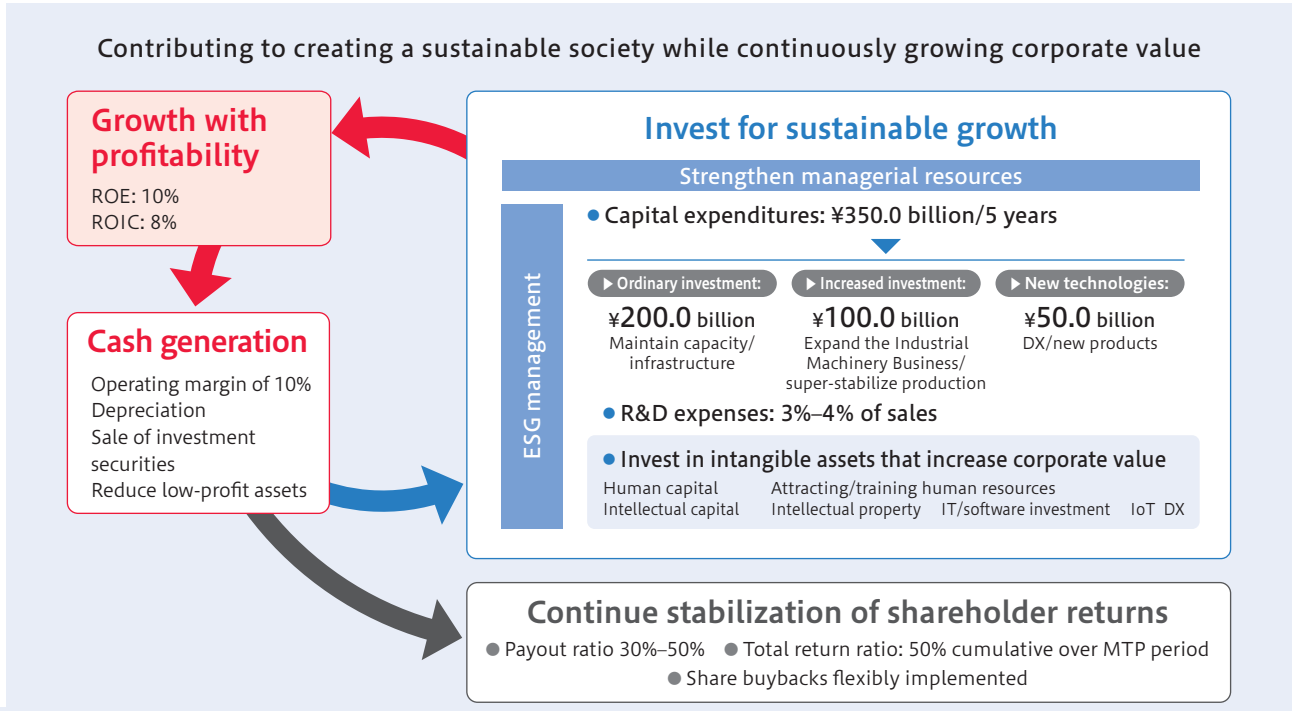 Contributing to creating a sustainable society while continuously growing corporate value
Growth with
profitability
ROE: 10%
ROIC: 8%
Cash generation
Operating margin of 10%
Depreciation
Sale of investment
securities
Reduce low-profit assets
Invest for sustainable growth
Strengthen managerial resources
ESG management
● Capital expenditures: ¥350.0 billion/5 years
▶ Ordinary investment:
¥200.0 billion
Maintain capacity/
infrastructure
▶ Increased investment:
¥100.0 billion
Expand the Industrial
Machinery Business/
super-stabilize production
▶ New technologies:
¥50.0 billion
DX/new products
● R&D expenses: 3%–4% of sales
● Invest in intangible assets that increase corporate value
Human capital Attracting/training human resources
Intellectual capital Intellectual property IT/software investment IoT DX
Continue stabilization of shareholder returns
● Payout ratio 30%–50% ● Total return ratio: 50% cumulative over MTP period
● Share buybacks flexibly implemented